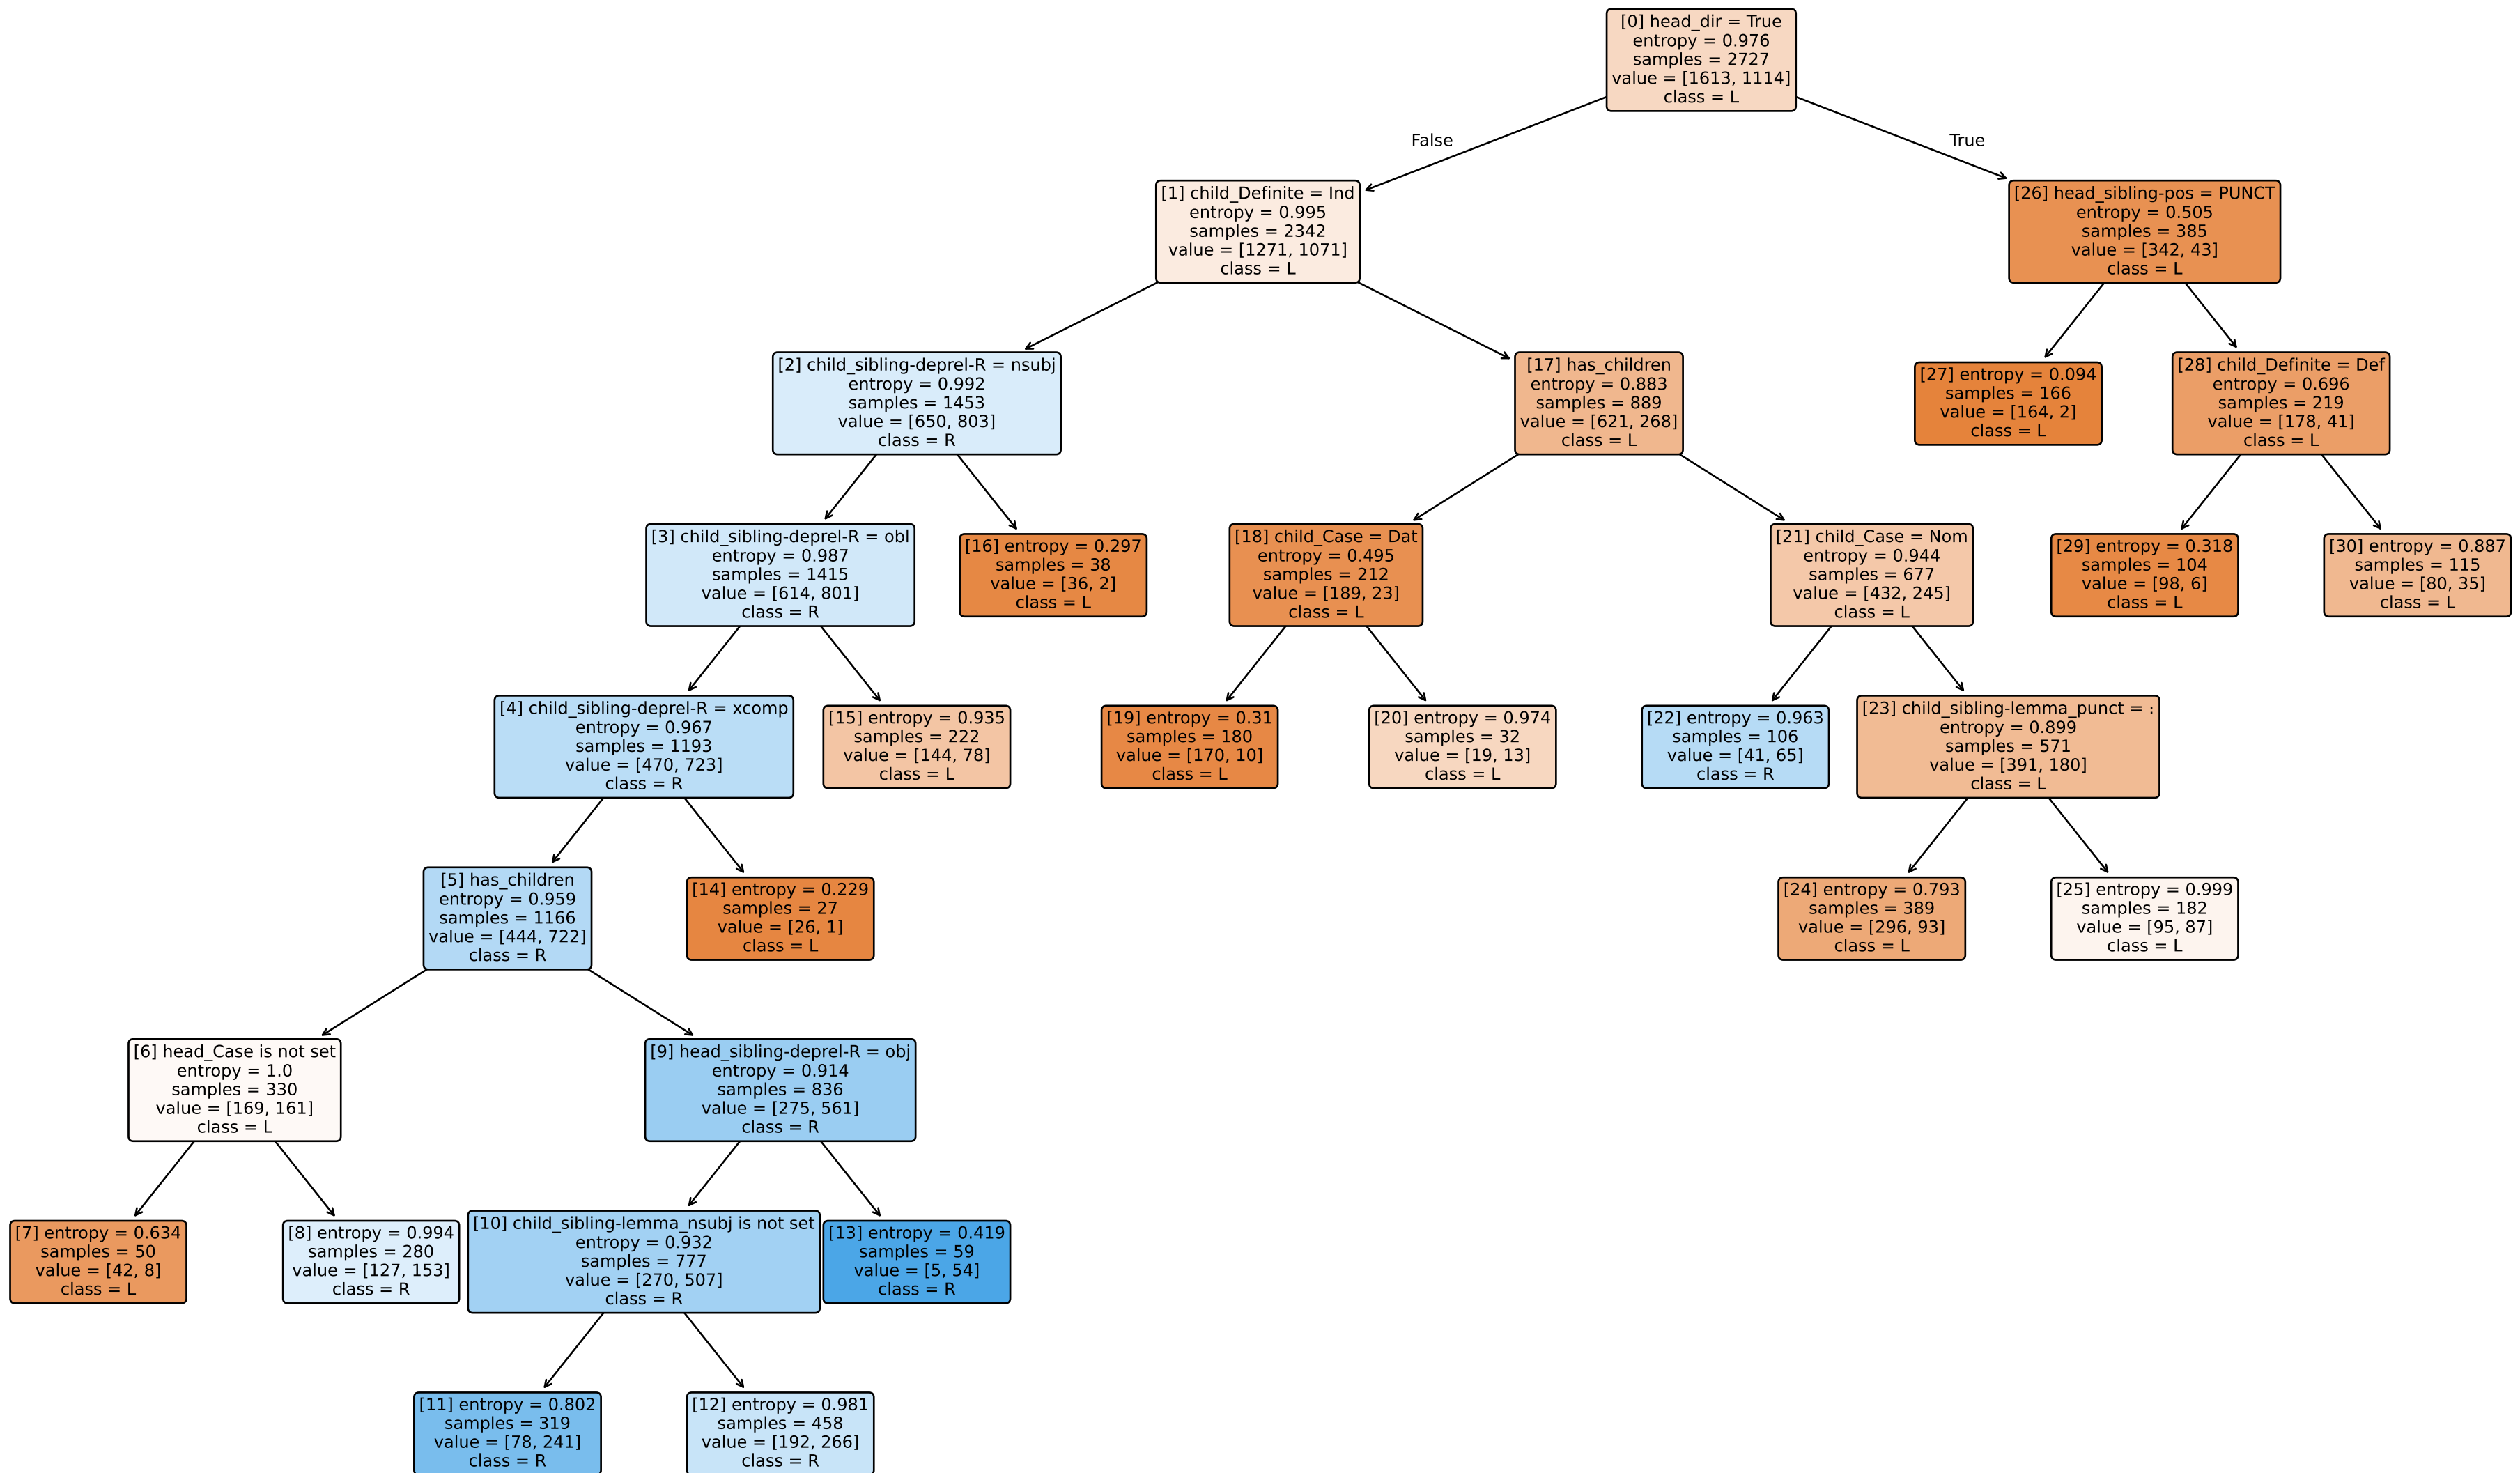 [0] head_dir = True
entropy = 0.976
samples = 2727
value = [1613, 1114]
class = L
False
True
[1] child_Definite = Ind
entropy = 0.995
samples = 2342
value = [1271, 1071]
class = L
[26] head_sibling-pos = PUNCT
entropy = 0.505
samples = 385
value = [342, 43]
class = L
[2] child_sibling-deprel-R = nsubj
entropy = 0.992
samples = 1453
value = [650, 803]
class = R
[17] has_children
entropy = 0.883
samples = 889
value = [621, 268]
class = L
[27] entropy = 0.094
samples = 166
value = [164, 2]
class = L
[28] child_Definite = Def
entropy = 0.696
samples = 219
value = [178, 41]
class = L
[3] child_sibling-deprel-R = obl
entropy = 0.987
samples = 1415
value = [614, 801]
class = R
[16] entropy = 0.297
samples = 38
value = [36, 2]
class = L
[18] child_Case = Dat
entropy = 0.495
samples = 212
value = [189, 23]
class = L
[21] child_Case = Nom
entropy = 0.944
samples = 677
value = [432, 245]
class = L
[29] entropy = 0.318
samples = 104
value = [98, 6]
class = L
[30] entropy = 0.887
samples = 115
value = [80, 35]
class = L
[4] child_sibling-deprel-R = xcomp
entropy = 0.967
samples = 1193
value = [470, 723]
class = R
[15] entropy = 0.935
samples = 222
value = [144, 78]
class = L
[19] entropy = 0.31
samples = 180
value = [170, 10]
class = L
[20] entropy = 0.974
samples = 32
value = [19, 13]
class = L
[22] entropy = 0.963
samples = 106
value = [41, 65]
class = R
[23] child_sibling-lemma_punct = :
entropy = 0.899
samples = 571
value = [391, 180]
class = L
[5] has_children
entropy = 0.959
samples = 1166
value = [444, 722]
class = R
[14] entropy = 0.229
samples = 27
value = [26, 1]
class = L
[24] entropy = 0.793
samples = 389
value = [296, 93]
class = L
[25] entropy = 0.999
samples = 182
value = [95, 87]
class = L
[6] head_Case is not set
entropy = 1.0
samples = 330
value = [169, 161]
class = L
[9] head_sibling-deprel-R = obj
entropy = 0.914
samples = 836
value = [275, 561]
class = R
[7] entropy = 0.634
samples = 50
value = [42, 8]
class = L
[8] entropy = 0.994
samples = 280
value = [127, 153]
class = R
[10] child_sibling-lemma_nsubj is not set
entropy = 0.932
samples = 777
value = [270, 507]
class = R
[13] entropy = 0.419
samples = 59
value = [5, 54]
class = R
[11] entropy = 0.802
samples = 319
value = [78, 241]
class = R
[12] entropy = 0.981
samples = 458
value = [192, 266]
class = R